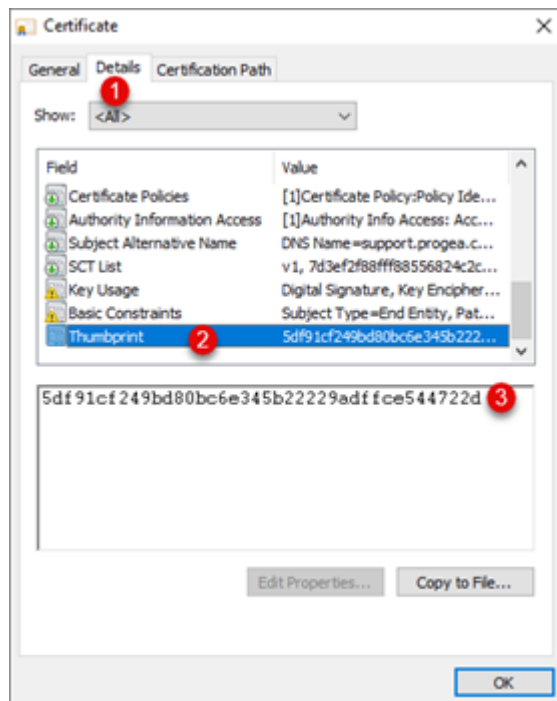 Certificate
General Details Certification Path
1
Show: <All>
Field Value
Certificate Policies [1]Certificate Policy:Policy Ide...
Authority Information Access [1]Authority Info Access: Acc...
Subject Alternative Name DNS Name=support.progea.c...
SCT List v1, 7d3ef2f88fff88556824c2c...
Key Usage Digital Signature, Key Encipher...
Basic Constraints Subject Type=End Entity, Pat...
Thumbprint 2 5df91cf249bd80bc6e345b222...
5df91cf249bd80bc6e345b22229adffce544722d 3
Edit Properties... Copy to File...
OK